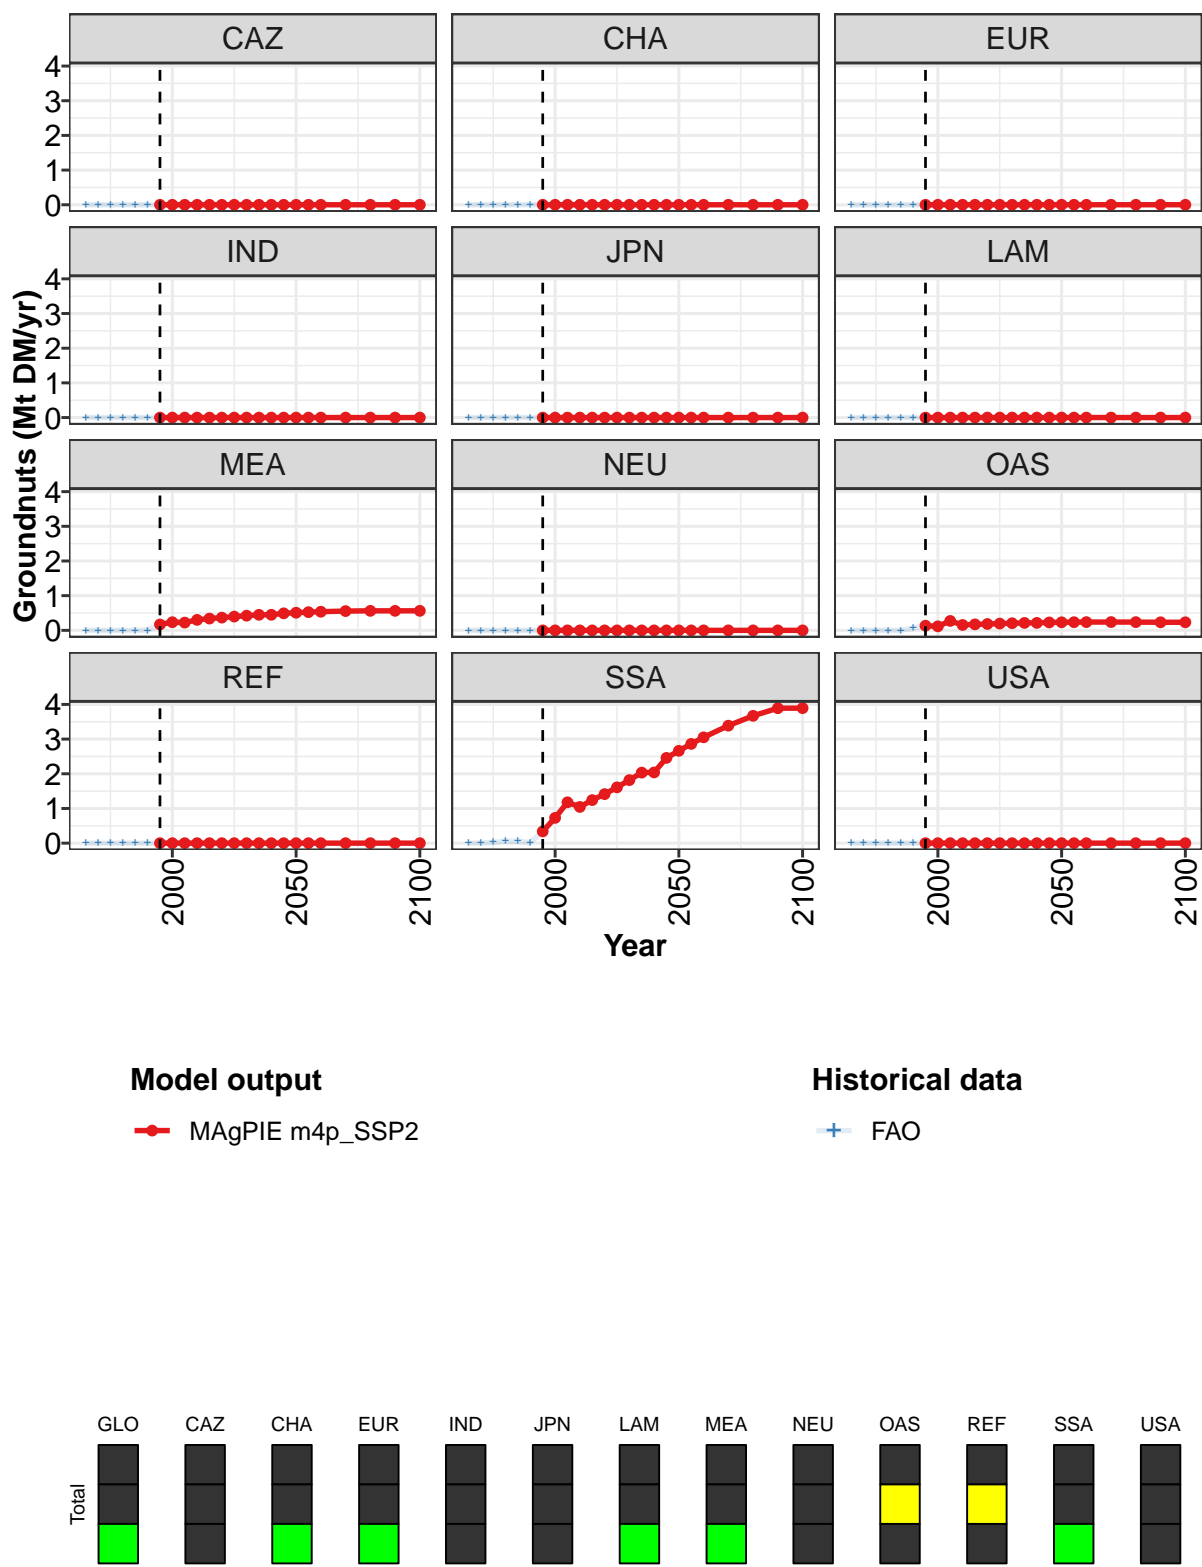 CAZ CHA EUR
4
3
2
1
0
IND JPN LAM
4
3
2
1
0
MEA NEU OAS
4
3
2
1
0
REF SSA USA
4
3
2
1
0
2000 2050 2100 2000 2050 2100 2000 2050 2100
Year
Groundnuts (Mt DM/yr)
Model output
MAgPIE m4p_SSP2
Historical data
FAO
GLO CAZ CHA EUR IND JPN LAM MEA NEU OAS REF SSA USA
Total